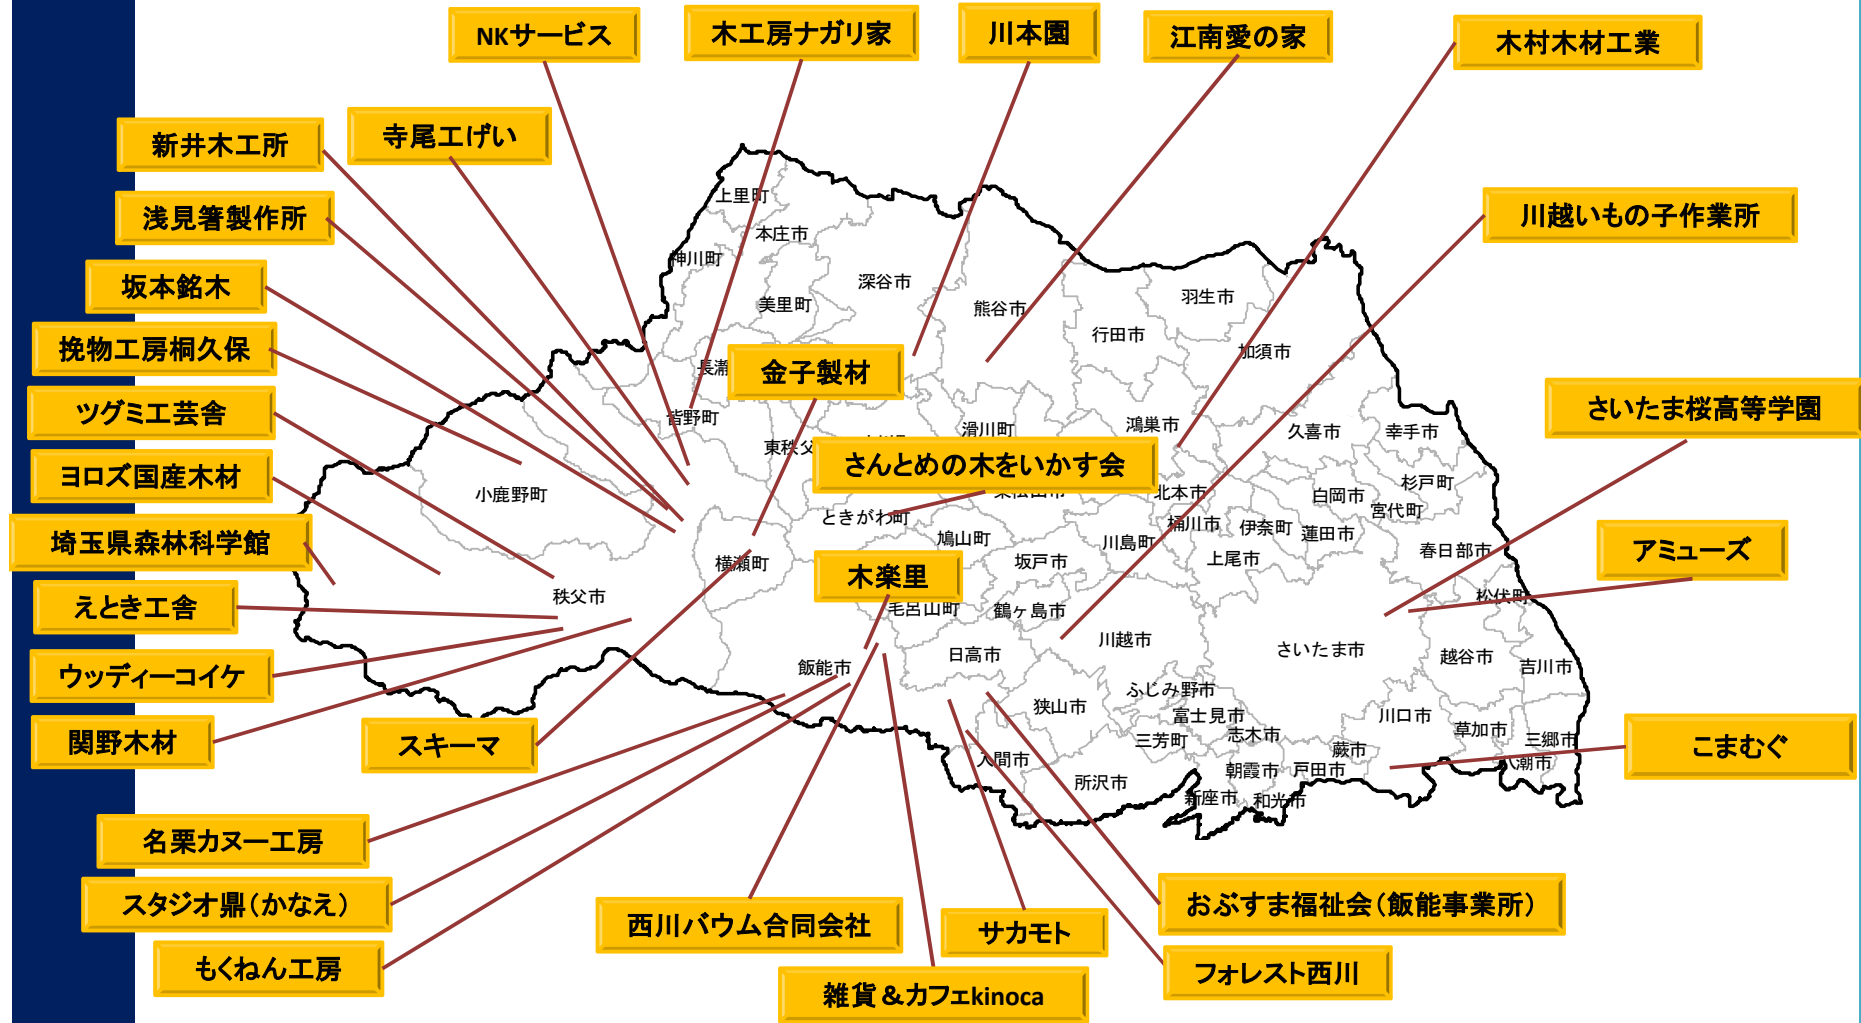 NKサービス
木工房ナガリ家
川本園
江南愛の家
木村木材工業
新井木工所
寺尾工げい
浅見箸製作所
川越いもの子作業所
坂本銘木
挽物工房桐久保
金子製材
ツグミ工芸舎
さいたま桜高等学園
ヨロズ国産木材
さんとめの木をいかす会
埼玉県森林科学館
アミューズ
木楽里
えとき工舎
ウッディーコイケ
関野木材
スキーマ
こまむぐ
名栗カヌー工房
スタジオ鼎（かなえ）
もくねん工房
西川バウム合同会社
サカモト
おぶすま福祉会（飯能事業所）
フォレスト西川
雑貨＆カフェkinoca
上里町
本庄市
神川町
深谷市
美里町
熊谷市
羽生市
行田市
加須市
長瀞
皆野町
東秩父
滑川町
鴻巣市
久喜市
幸手市
小鹿野町
杉戸町
北本市
白岡市
宮代町
ときがわ町
桶川市
伊奈町
蓮田市
鳩山町
川島町
坂戸市
上尾市
春日部市
横瀬町
秩父市
毛呂山町
鶴ヶ島市
松伏町
川越市
さいたま市
日高市
越谷市
吉川市
飯能市
ふじみ野市
狭山市
富士見市
川口市
志木市
草加市
三芳町
蕨市
三郷市
入間市
朝霞市
戸田市
潮市
所沢市
新座市
和光市